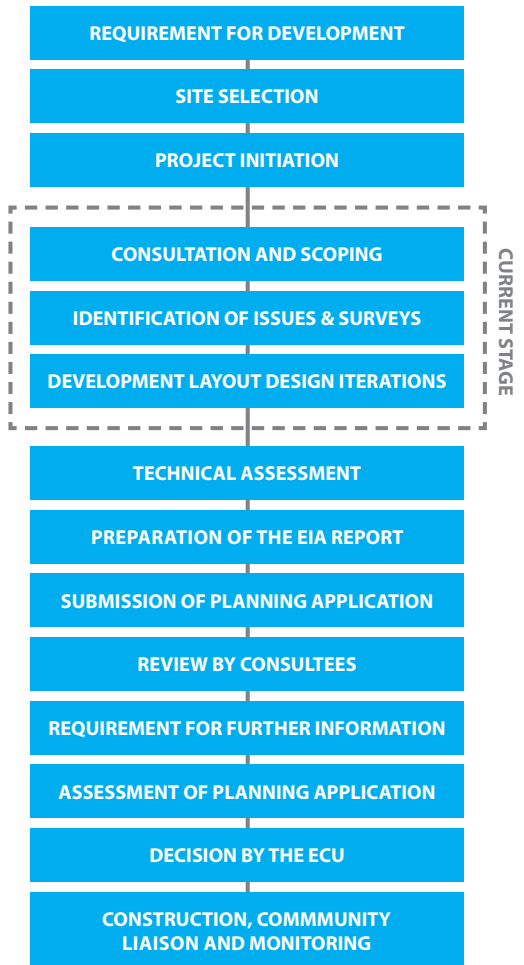 REQUIREMENT FOR DEVELOPMENT
SITE SELECTION
PROJECT INITIATION
CONSULTATION AND SCOPING
IDENTIFICATION OF ISSUES & SURVEYS
DEVELOPMENT LAYOUT DESIGN ITERATIONS
CURRENT STAGE
TECHNICAL ASSESSMENT
PREPARATION OF THE EIA REPORT
SUBMISSION OF PLANNING APPLICATION
REVIEW BY CONSULTEES
REQUIREMENT FOR FURTHER INFORMATION
ASSESSMENT OF PLANNING APPLICATION
DECISION BY THE ECU
CONSTRUCTION, COMMMUNITY
LIAISON AND MONITORING